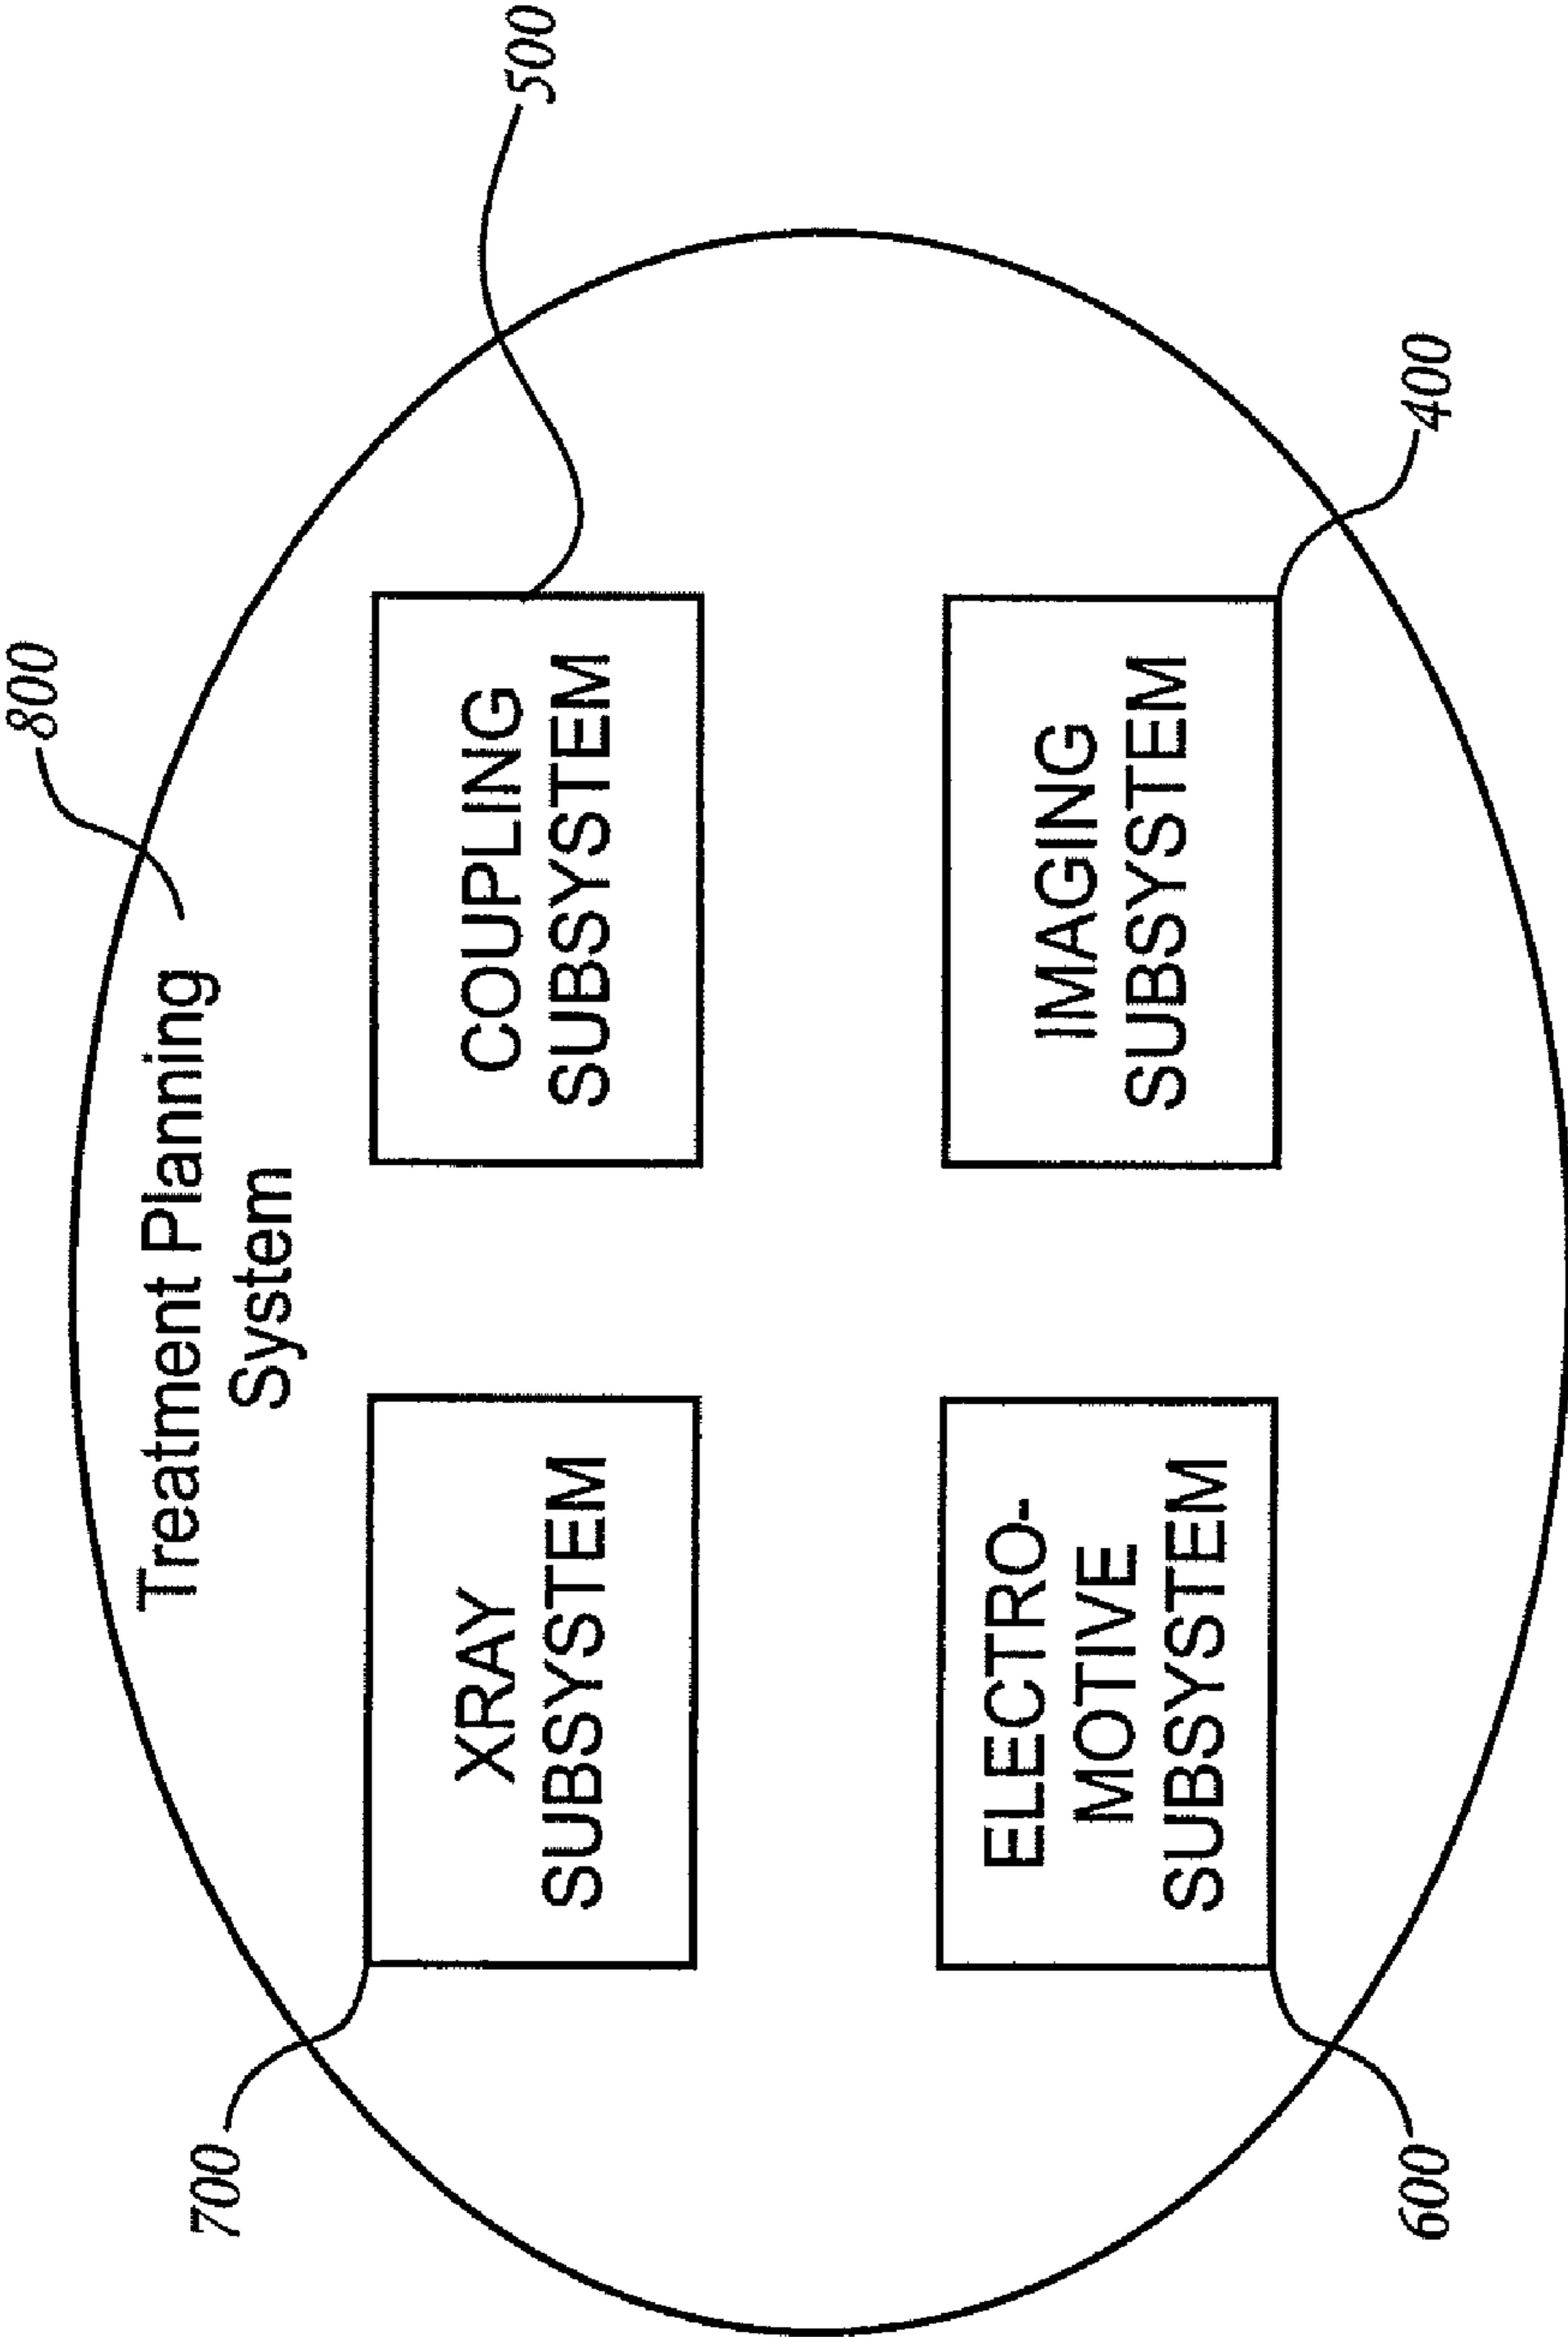 800
500
Treatment Planning
System
700
XRAY
SUBSYSTEM
COUPLING
SUBSYSTEM
ELECTRO-
MOTIVE
SUBSYSTEM
IMAGING
SUBSYSTEM
600
400